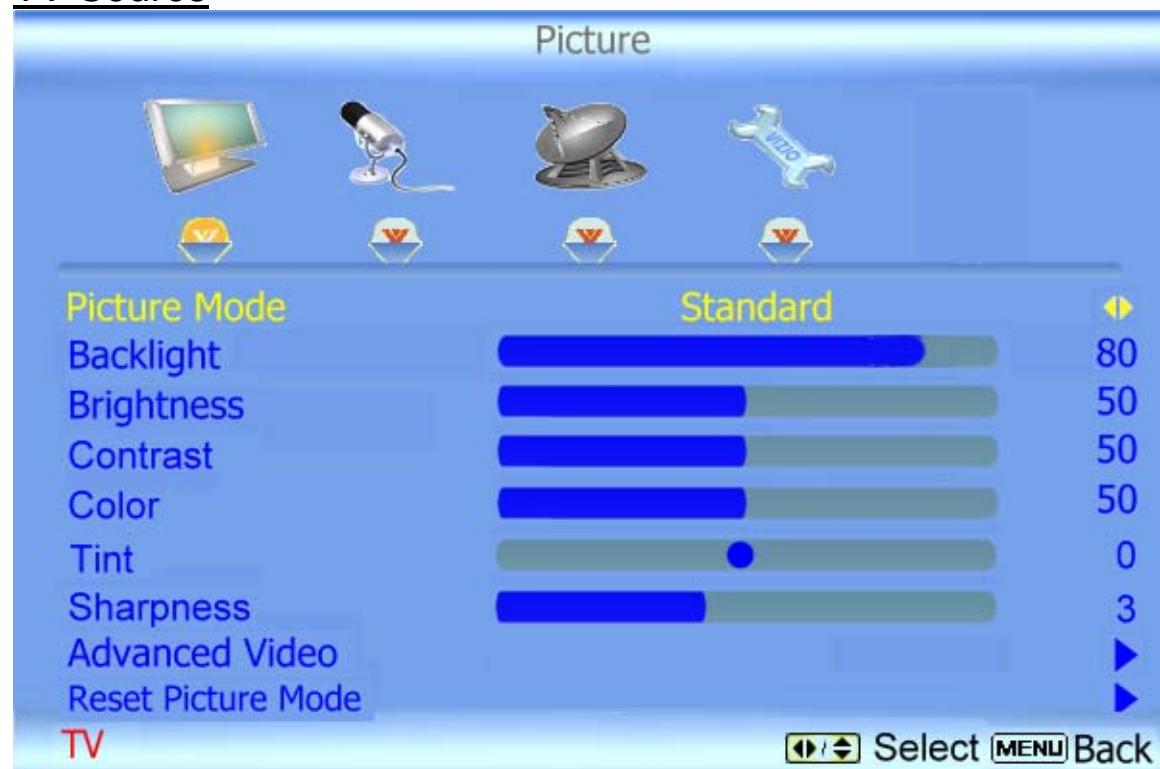 Picture
VIZIO
Picture Mode Standard
Backlight 80
Brightness 50
Contrast 50
Color 50
Tint 0
Sharpness 3
Advanced Video
Reset Picture Mode
TV Select MENU Back